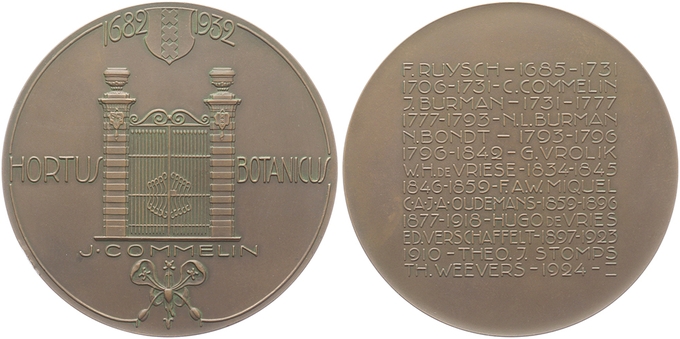 1682 1932
HORTUS BOTANICUS
J·COMMELIN
F. RUYSCH – 1685 – 1731
1706 – 1731 – C. COMMELIN
J. BURMAN – 1731 – 1777
1777 – 1793 – N.L. BURMAN
N. BONDT – 1793 – 1796
1796 – 1842 – G. VROLIK
W.H. DE VRIESE – 1834 – 1845
1846 – 1859 – F.A.W. MIQUEL
C·A·J·A· OUDEMANS – 1859 – 1896
1877 – 1918 – HUGO DE VRIES
ED. VERSCHAFFELT – 1897 – 1923
1910 – THEO. J. STOMPS
TH. WEEVERS – 1924 –